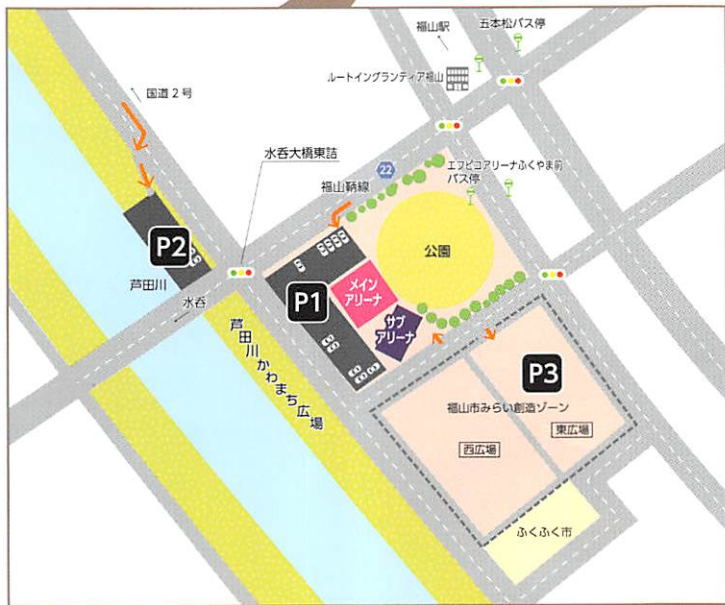 福山駅
五本松バス停
ルートイングランティア福山
国道2号
水呑大橋東詰
22
福山鞆線
エフピコアリーナふくやま前
バス停
P2
公園
芦田川
P1
メイン
アリーナ
水呑
サブ
アリーナ
芦田川かわまち広場
P3
福山市みらい創造ゾーン
東広場
西広場
ふくふく市